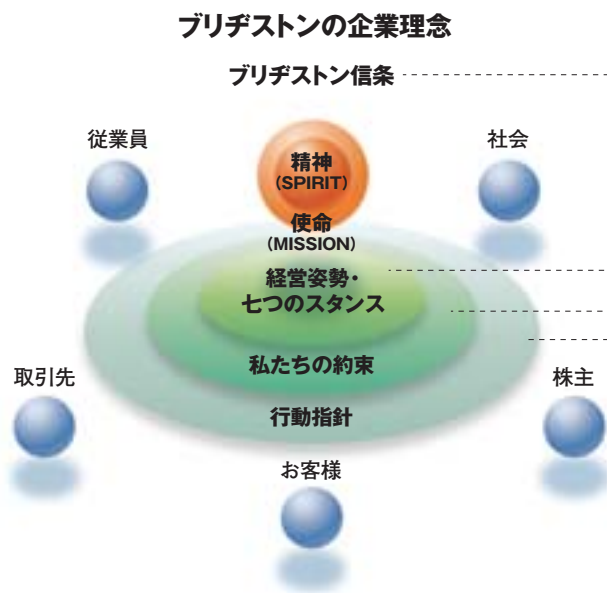 ブリヂストンの企業理念
ブリヂストン信条
従業員
社会
精神
(SPIRIT)
使命
(MISSION)
経営姿勢・
七つのスタンス
私たちの約束
取引先
株主
行動指針
お客様